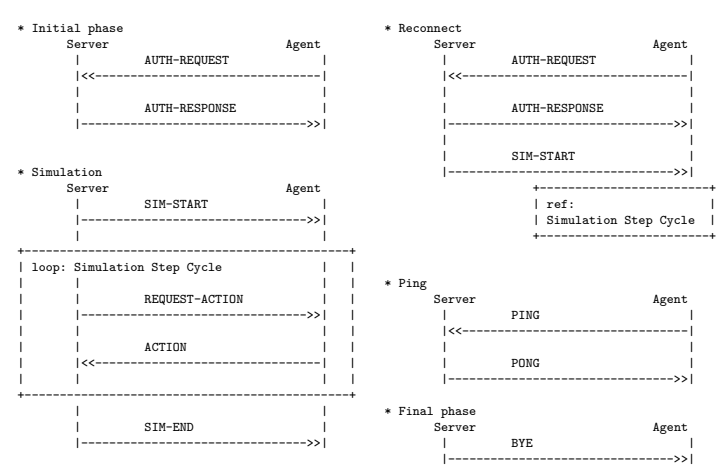 * Initial phase
Server Agent
AUTH-REQUEST
AUTH-RESPONSE
* Simulation
Server Agent
SIM-START
loop: Simulation Step Cycle
REQUEST-ACTION
ACTION
SIM-END
* Reconnect
Server Agent
AUTH-REQUEST
AUTH-RESPONSE
SIM-START
ref:
Simulation Step Cycle
* Ping
Server Agent
PING
PONG
* Final phase
Server Agent
BYE